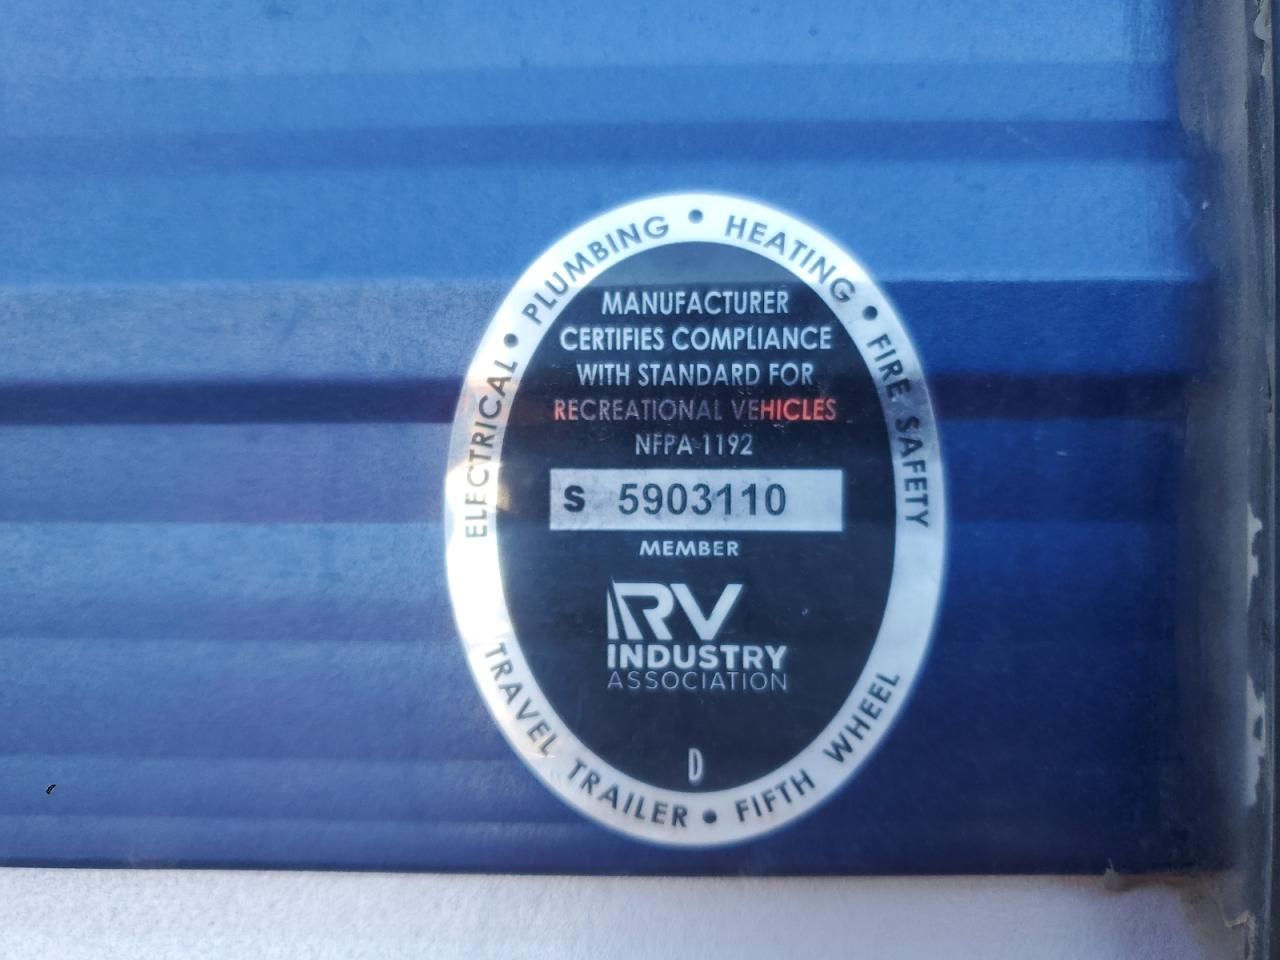 ELECTRICAL • PLUMBING • HEATING • FIRE SAFETY
MANUFACTURER
CERTIFIES COMPLIANCE
WITH STANDARD FOR
RECREATIONAL VEHICLES
NFPA 1192
S 5903110
MEMBER
RV
INDUSTRY
ASSOCIATION
D
TRAVEL TRAILER • FIFTH WHEEL